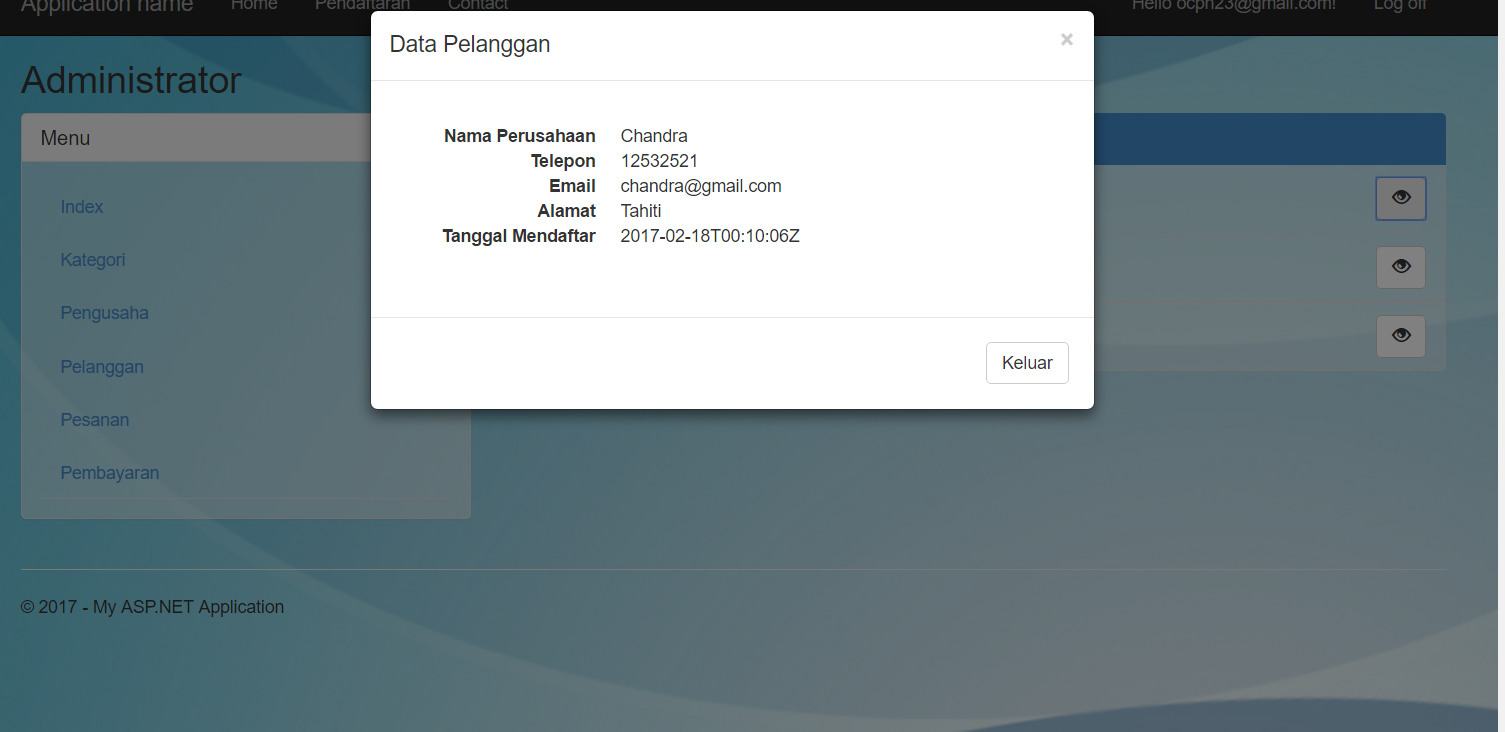 Application name Home Pendaftaran Contact Hello ocph23@gmail.com! Log off
Data Pelanggan ×
Administrator
Menu
Index
Kategori
Pengusaha
Pelanggan
Pesanan
Pembayaran
Nama Perusahaan Chandra
Telepon 12532521
Email chandra@gmail.com
Alamat Tahiti
Tanggal Mendaftar 2017-02-18T00:10:06Z
Keluar
© 2017 - My ASP.NET Application